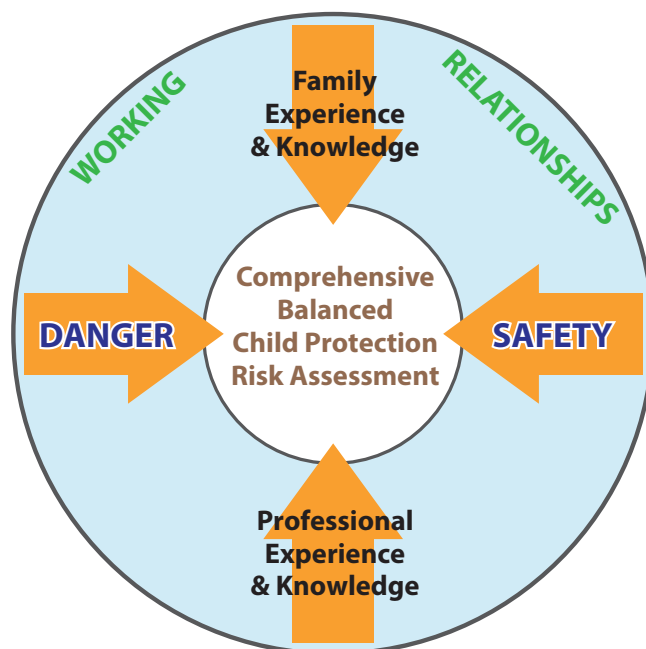 WORKING
RELATIONSHIPS
Family
Experience
& Knowledge
DANGER
Comprehensive
Balanced
Child Protection
Risk Assessment
SAFETY
Professional
Experience
& Knowledge